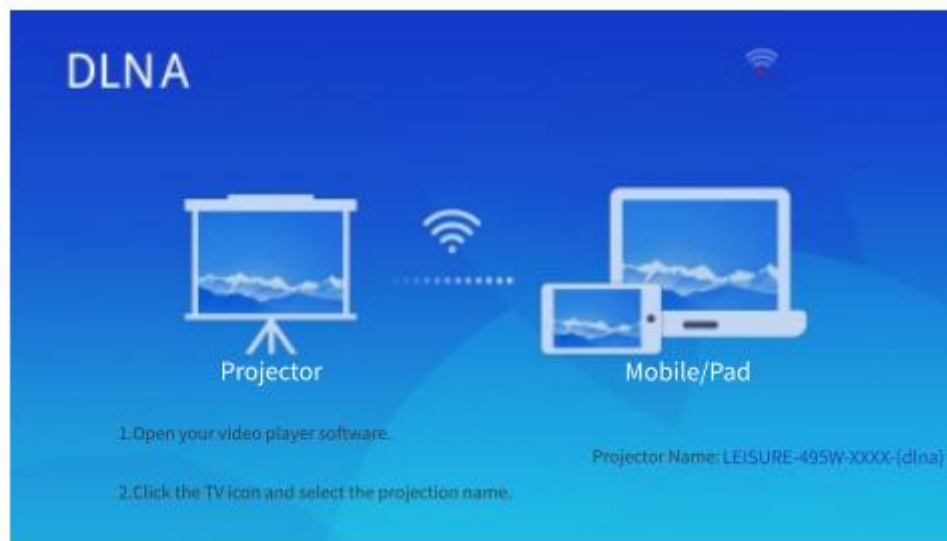 DLNA
Projector
Mobile/Pad
1.Open your video player software.
Projector Name: LEISURE-495W-XXXX-(dlna)
2.Click the TV icon and select the projection name.